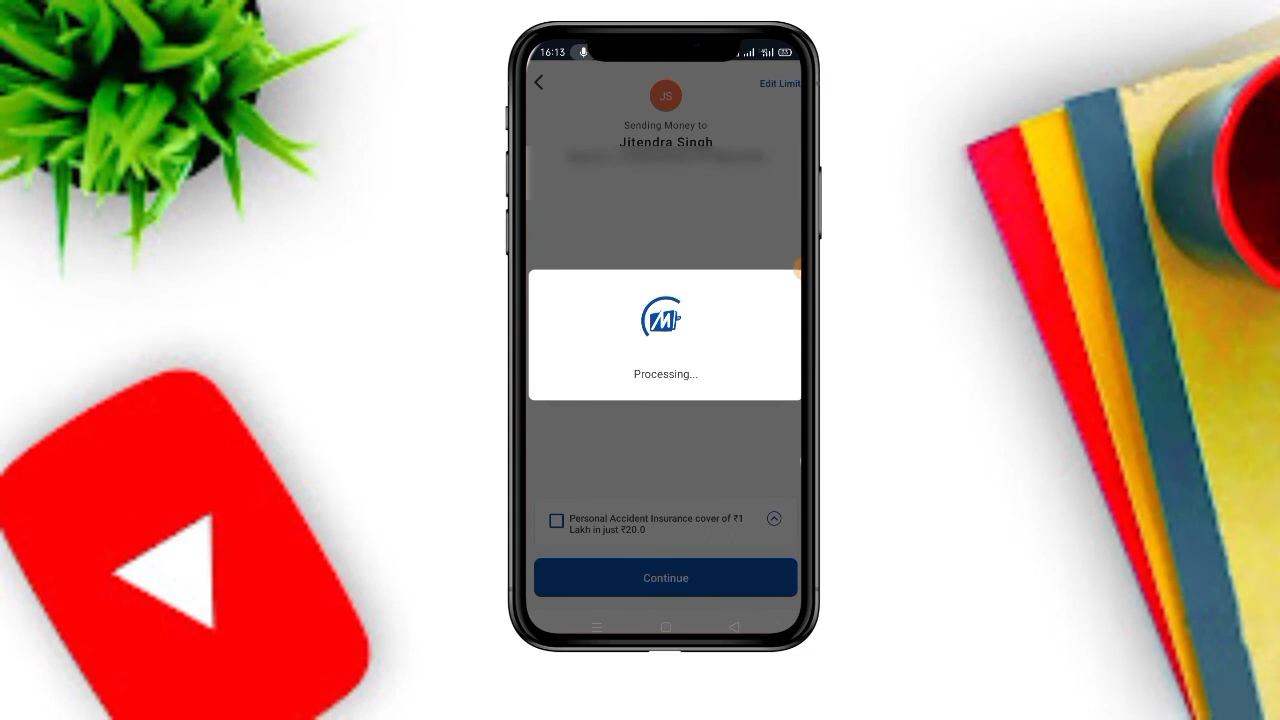 16:13
Edit Limit
JS
Sending Money to
Jitendra Singh
Processing...
Personal Accident Insurance cover of ₹1
Lakh in just ₹20.0
Continue